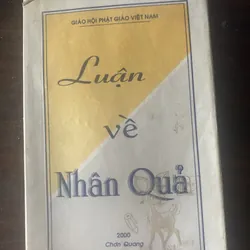 GIÁO HỘI PHẬT GIÁO VIỆT NAM
Luận
về
Nhân Quả
2000
Chơn Quang